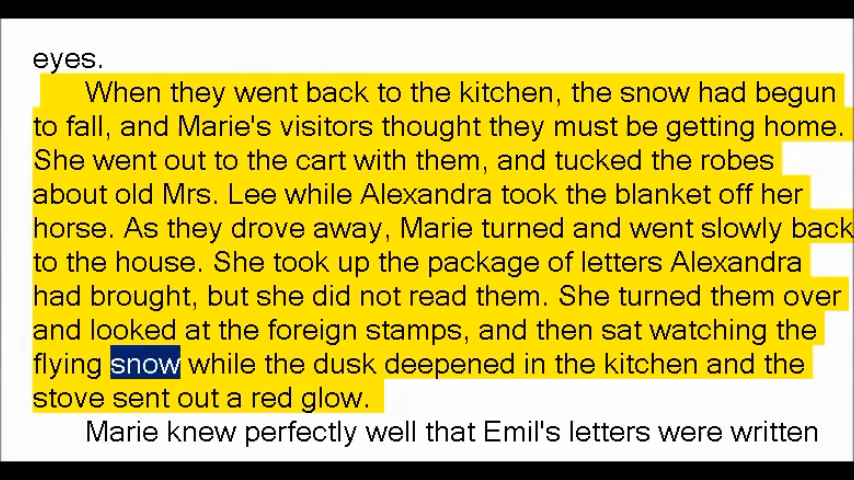 eyes.
When they went back to the kitchen, the snow had begun
to fall, and Marie's visitors thought they must be getting home.
She went out to the cart with them, and tucked the robes
about old Mrs. Lee while Alexandra took the blanket off her
horse. As they drove away, Marie turned and went slowly back
to the house. She took up the package of letters Alexandra
had brought, but she did not read them. She turned them over
and looked at the foreign stamps, and then sat watching the
flying snow while the dusk deepened in the kitchen and the
stove sent out a red glow.
Marie knew perfectly well that Emil's letters were written